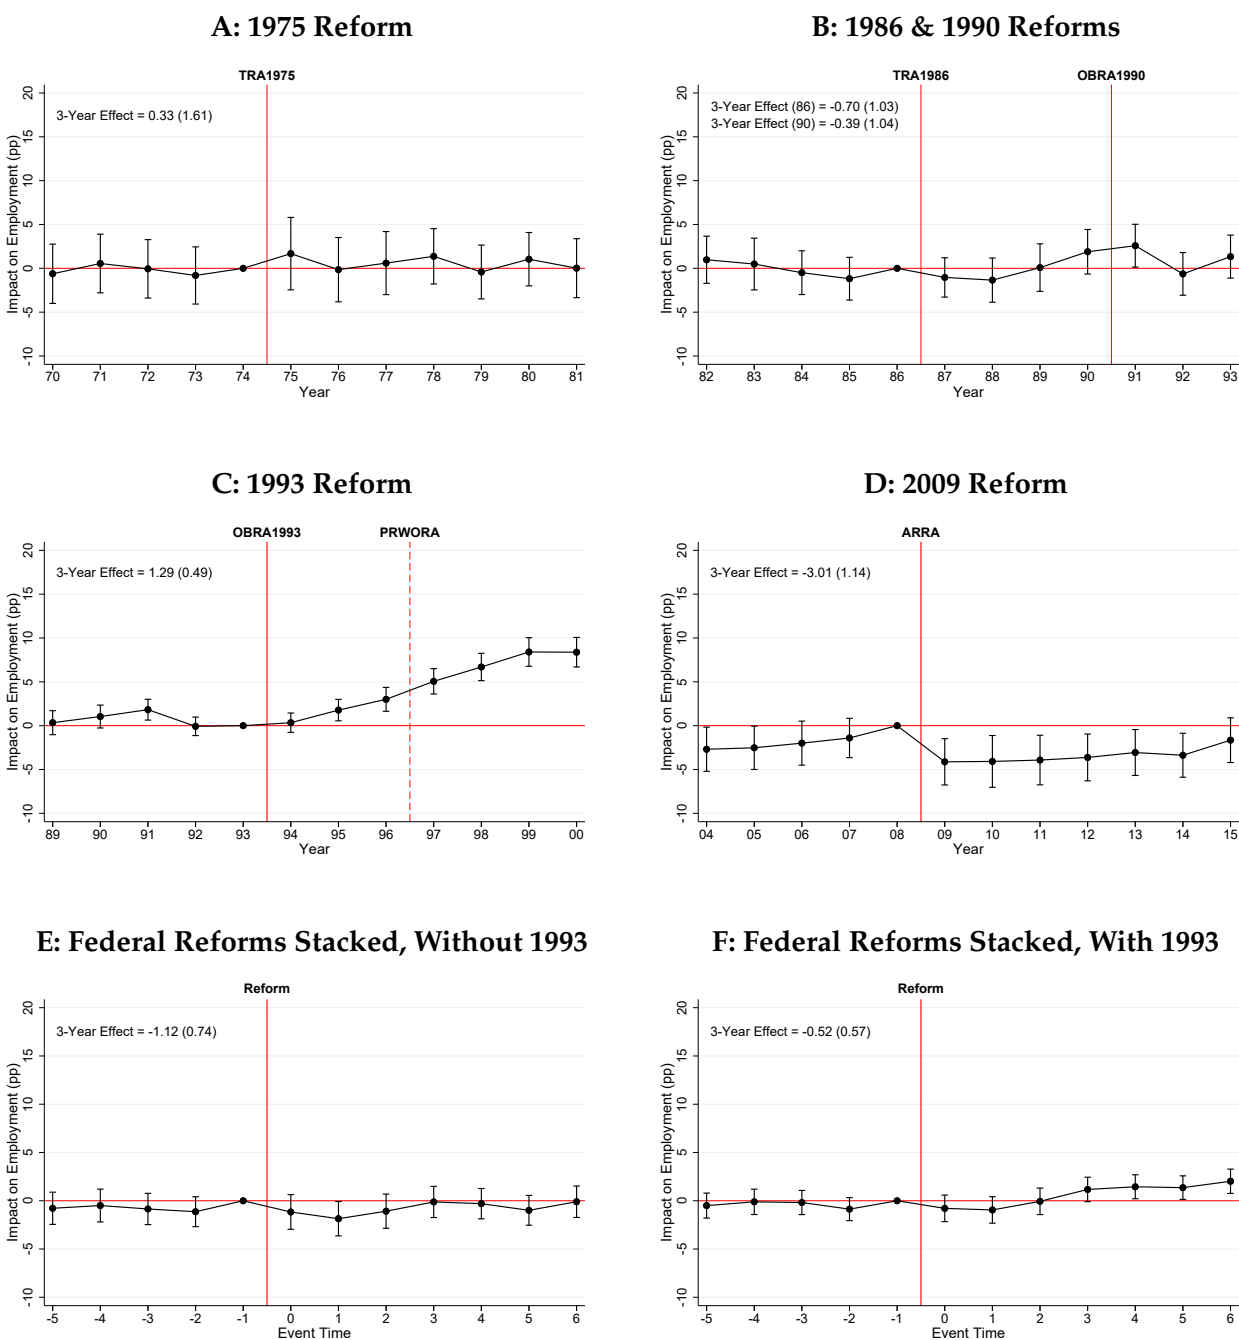 A: 1975 Reform
TRA1975
3-Year Effect = 0.33 (1.61)
Impact on Employment (pp)
20
15
10
5
0
-5
-10
70 71 72 73 74 75 76 77 78 79 80 81
Year
B: 1986 & 1990 Reforms
TRA1986 OBRA1990
3-Year Effect (86) = -0.70 (1.03)
3-Year Effect (90) = -0.39 (1.04)
Impact on Employment (pp)
20
15
10
5
0
-5
-10
82 83 84 85 86 87 88 89 90 91 92 93
Year
C: 1993 Reform
OBRA1993 PRWORA
3-Year Effect = 1.29 (0.49)
Impact on Employment (pp)
20
15
10
5
0
-5
-10
89 90 91 92 93 94 95 96 97 98 99 00
Year
D: 2009 Reform
ARRA
3-Year Effect = -3.01 (1.14)
Impact on Employment (pp)
20
15
10
5
0
-5
-10
04 05 06 07 08 09 10 11 12 13 14 15
Year
E: Federal Reforms Stacked, Without 1993
Reform
3-Year Effect = -1.12 (0.74)
Impact on Employment (pp)
20
15
10
5
0
-5
-10
-5 -4 -3 -2 -1 0 1 2 3 4 5 6
Event Time
F: Federal Reforms Stacked, With 1993
Reform
3-Year Effect = -0.52 (0.57)
Impact on Employment (pp)
20
15
10
5
0
-5
-10
-5 -4 -3 -2 -1 0 1 2 3 4 5 6
Event Time